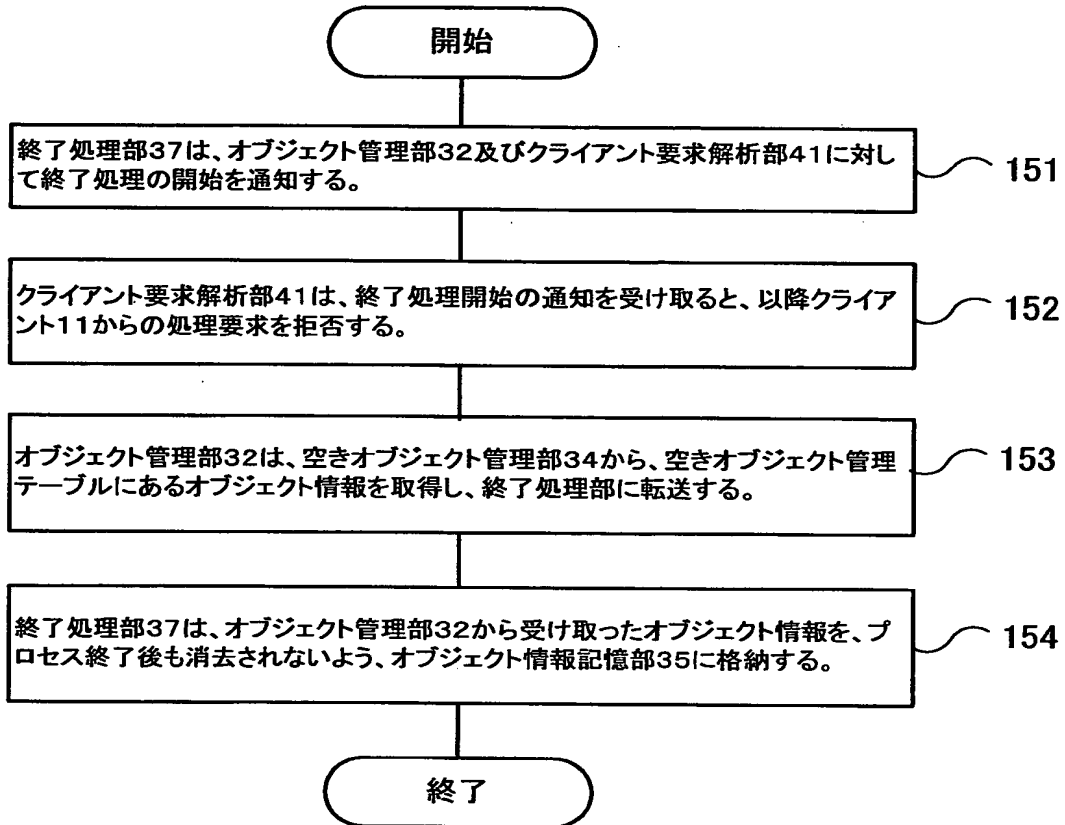 開始
終了処理部37は、オブジェクト管理部32及びクライアント要求解析部41に対し
て終了処理の開始を通知する。
151
クライアント要求解析部41は、終了処理開始の通知を受け取ると、以降クライア
ント11からの処理要求を拒否する。
152
オブジェクト管理部32は、空きオブジェクト管理部34から、空きオブジェクト管理
テーブルにあるオブジェクト情報を取得し、終了処理部に転送する。
153
終了処理部37は、オブジェクト管理部32から受け取ったオブジェクト情報を、プ
ロセス終了後も消去されないよう、オブジェクト情報記憶部35に格納する。
154
終了